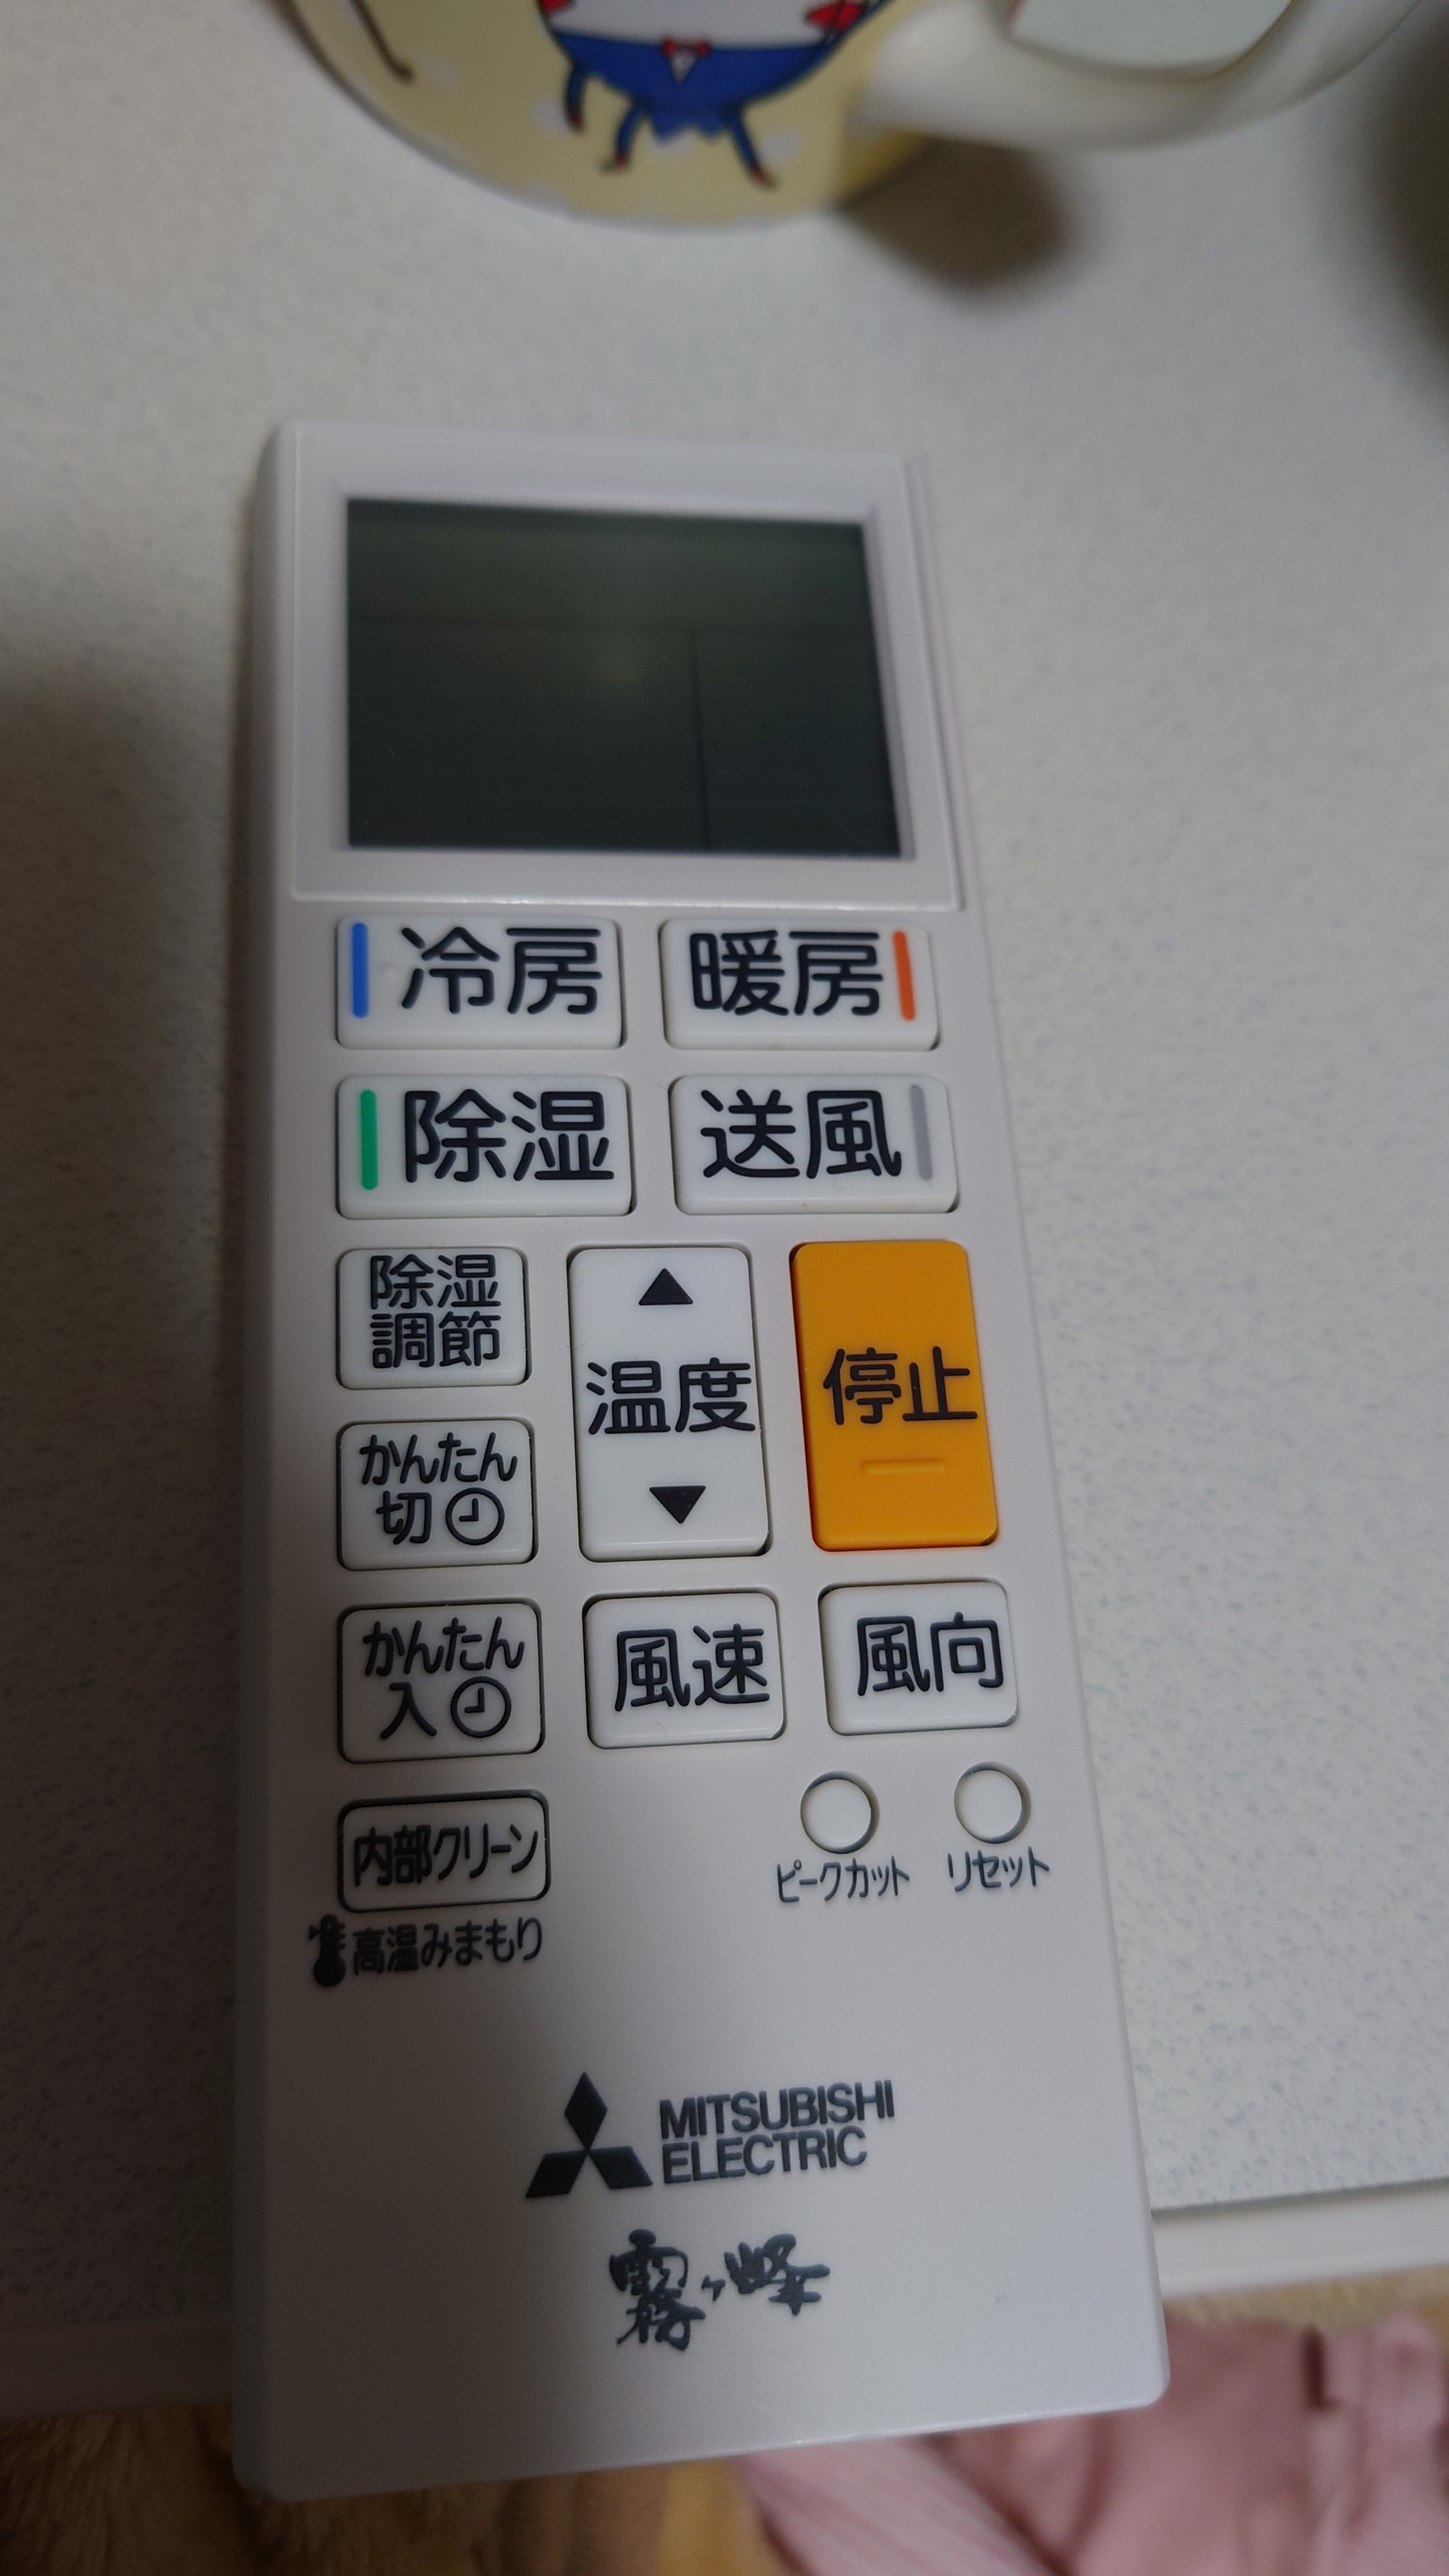 冷房
暖房
除湿
送風
除湿
調節
▲
温度
▼
停止
かんたん
切
かんたん
入
風速
風向
内部クリーン
高温みまもり
ピークカット
リセット
MITSUBISHI
ELECTRIC
霧ヶ峰